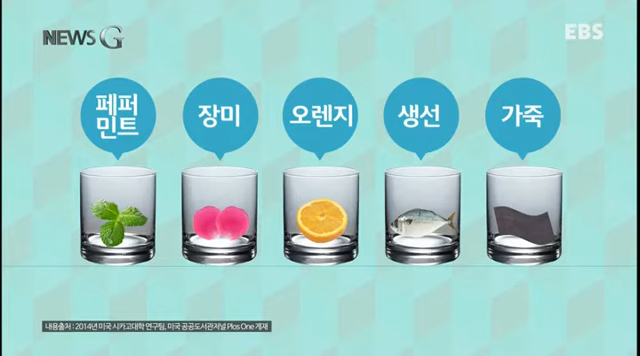 NEWS G
EBS
페퍼
민트
장미
오렌지
생선
가죽
내용출처 : 2014년 미국 시카고대학 연구팀, 미국 공공도서관저널 Plos One 게재